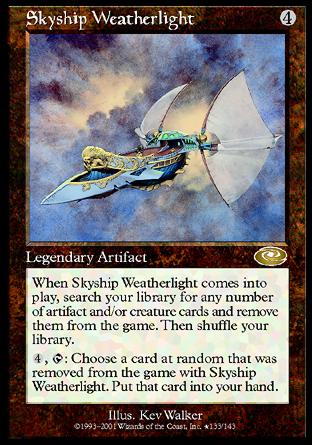 Skyship Weatherlight 4
Legendary Artifact
When Skyship Weatherlight comes into
play, search your library for any number
of artifact and/or creature cards and remove
them from the game. Then shuffle your
library.
4, : Choose a card at random that was
removed from the game with Skyship
Weatherlight. Put that card into your hand.
Illus. Kev Walker
©1993-2001 Wizards of the Coast, Inc. ★133/143